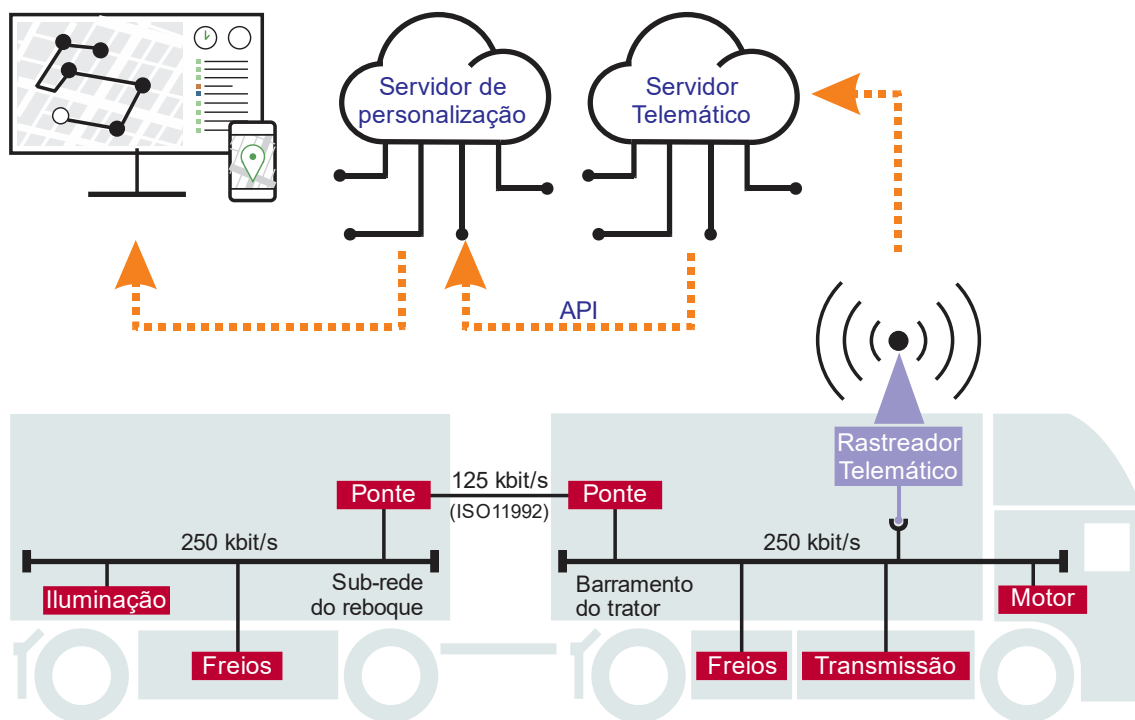 Servidor de
personalização
Servidor
Telemático
API
Rastreador
Telemático
Ponte
125 kbit/s
(ISO11992)
Ponte
250 kbit/s
250 kbit/s
Iluminação
Sub-rede
do reboque
Barramento
do trator
Motor
Freios
Freios
Transmissão